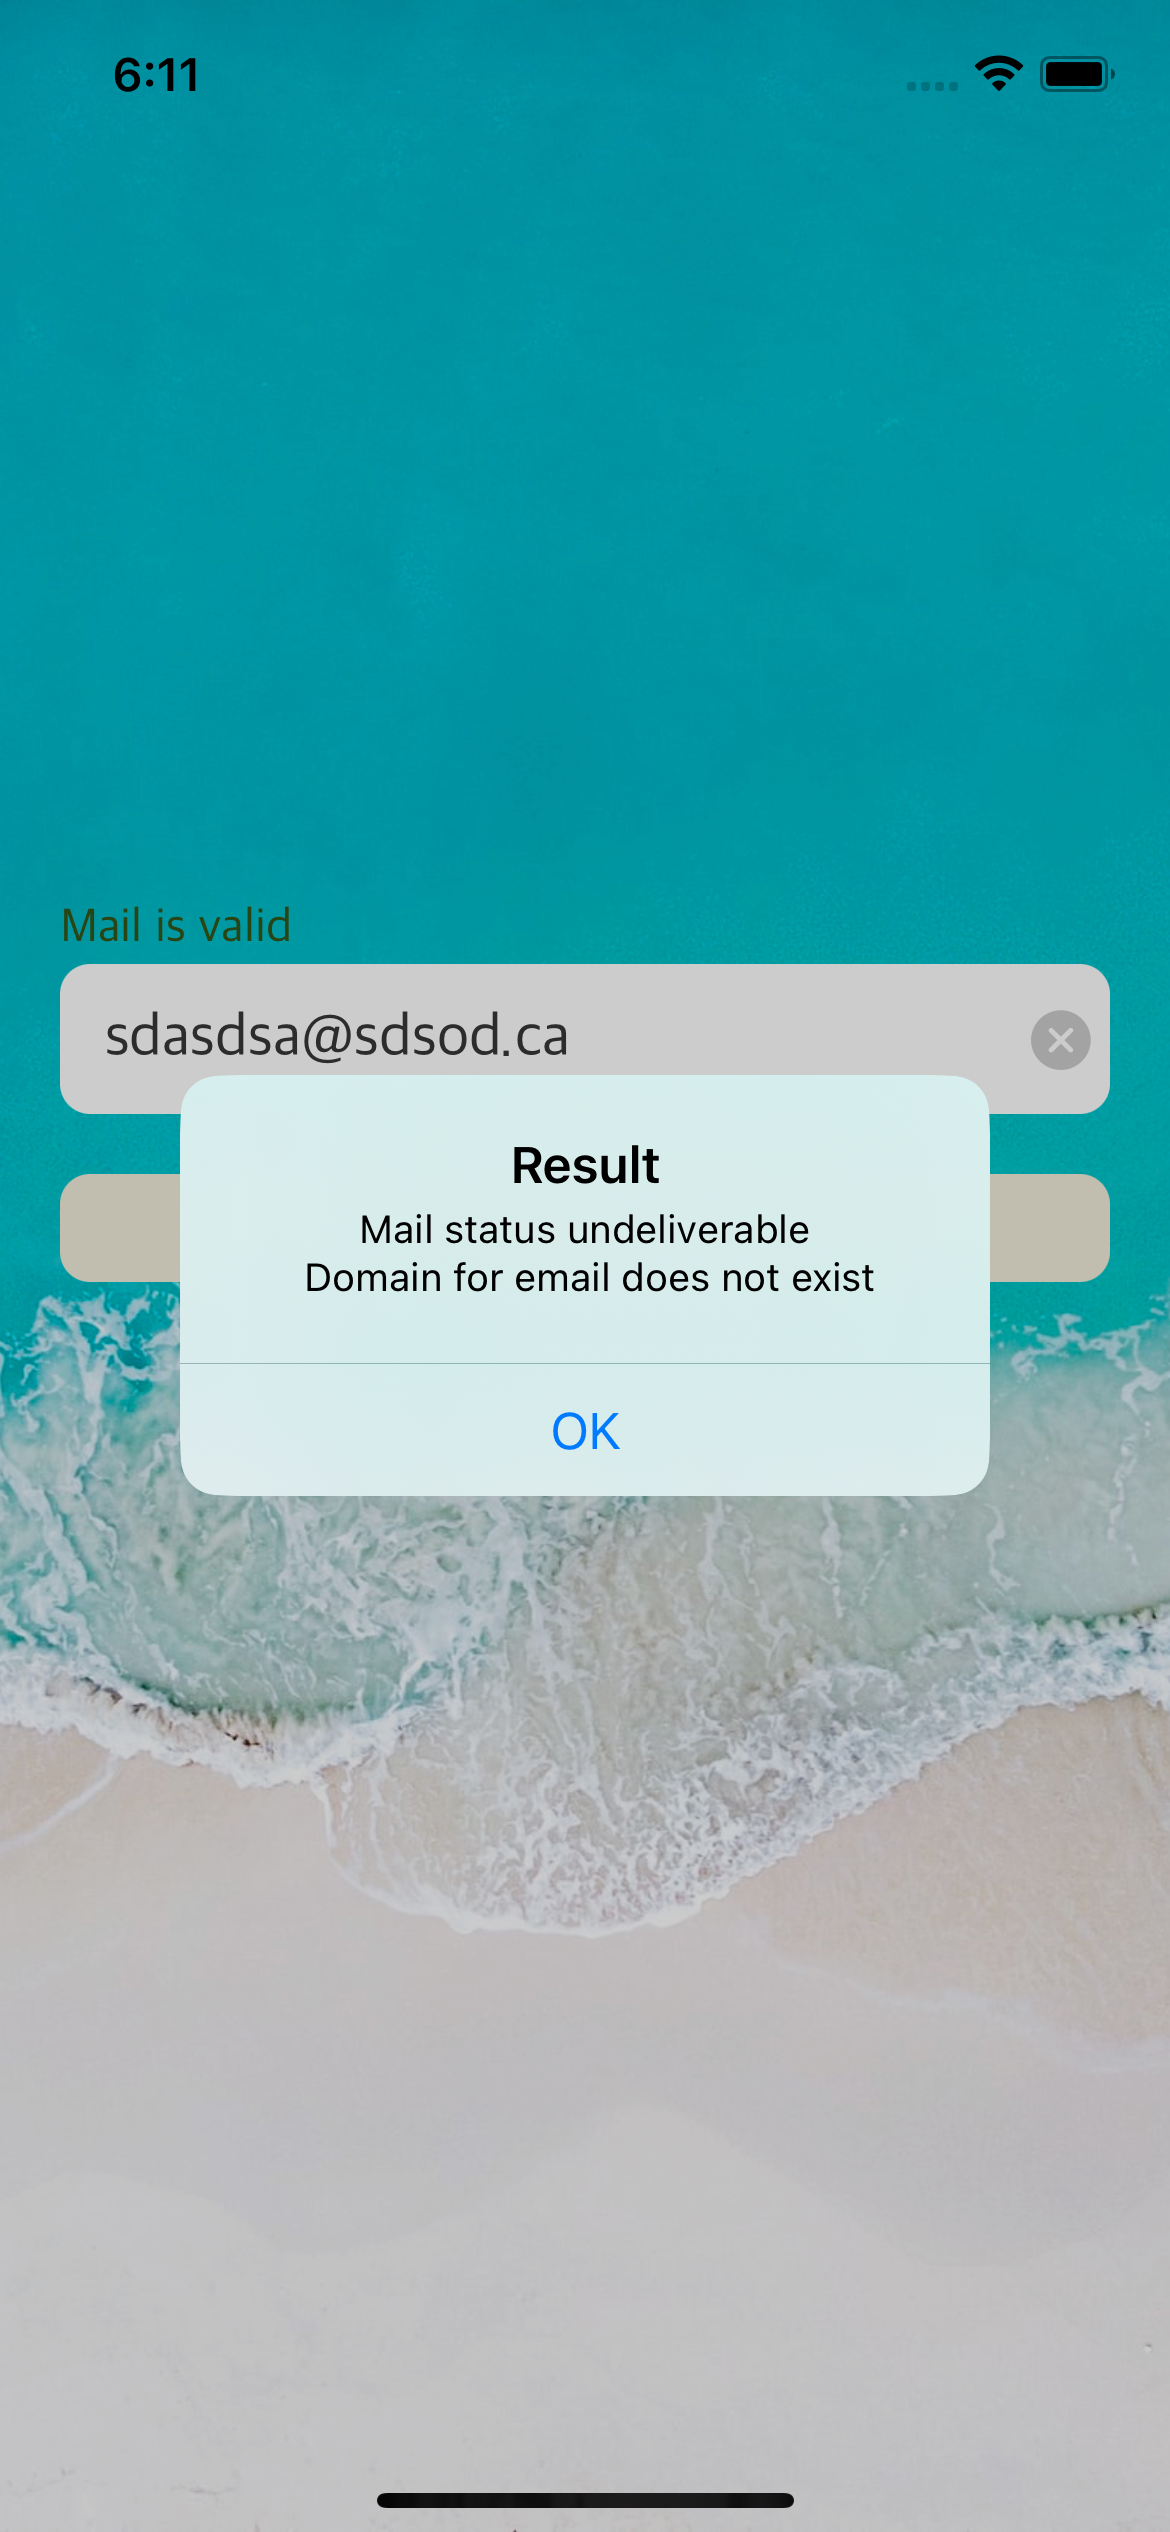 6:11
Mail is valid
sdasdsa@sdsod.ca
Result
Mail status undeliverable
Domain for email does not exist
OK